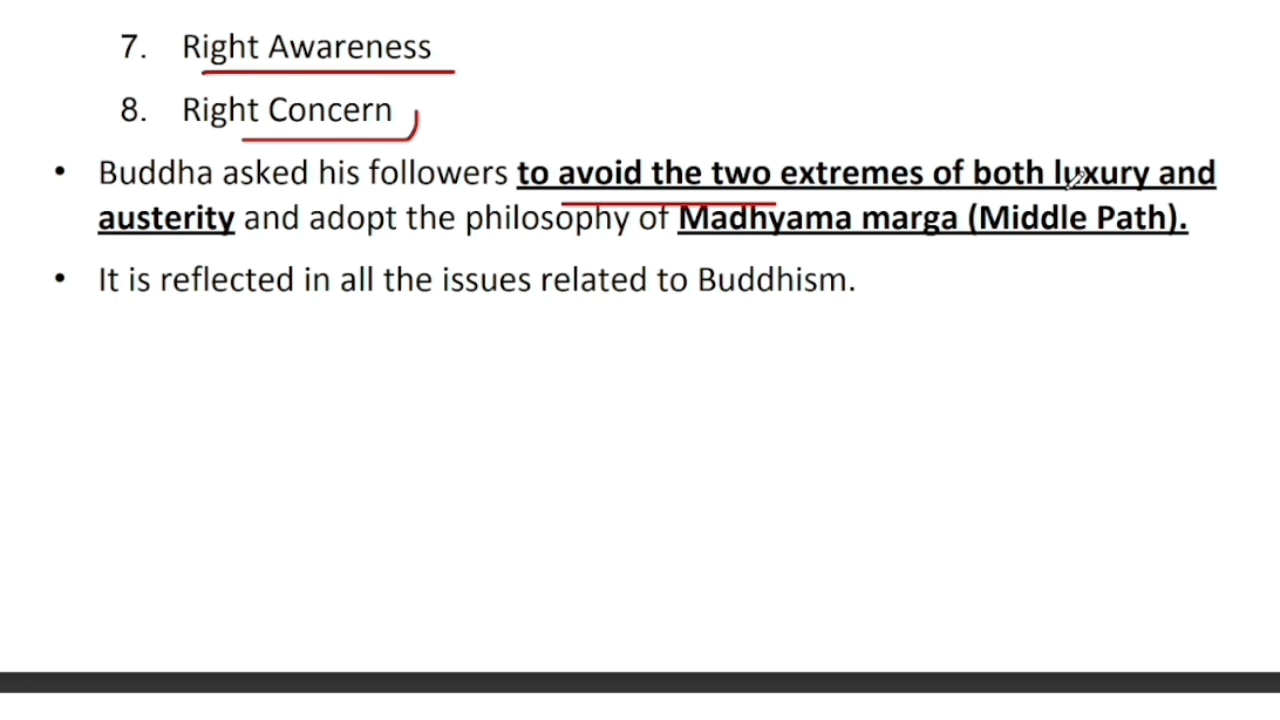 7. Right Awareness
8. Right Concern
• Buddha asked his followers to avoid the two extremes of both luxury and
austerity and adopt the philosophy of Madhyama marga (Middle Path).
• It is reflected in all the issues related to Buddhism.